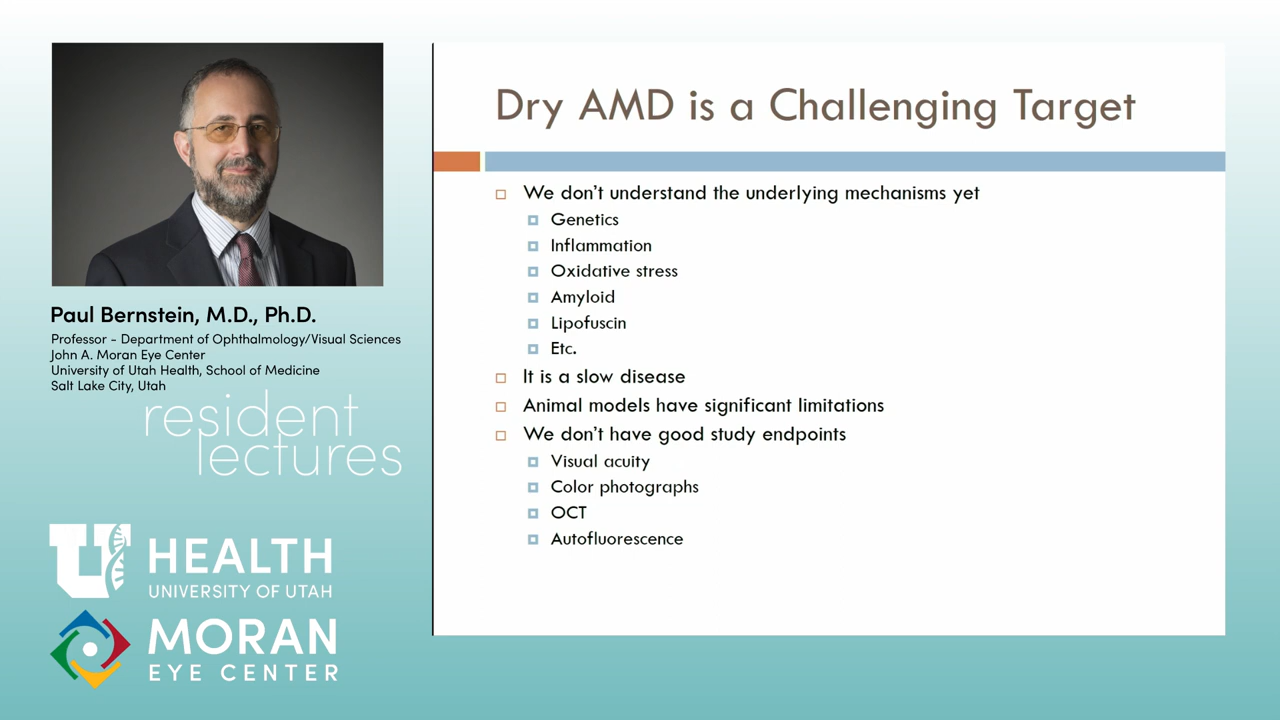 Paul Bernstein, M.D., Ph.D.
Professor - Department of Ophthalmology/Visual Sciences
John A. Moran Eye Center
University of Utah Health, School of Medicine
Salt Lake City, Utah
resident
lectures
U
HEALTH
UNIVERSITY OF UTAH
MORAN
EYE CENTER
Dry AMD is a Challenging Target
We don't understand the underlying mechanisms yet
Genetics
Inflammation
Oxidative stress
Amyloid
Lipofuscin
Etc.
It is a slow disease
Animal models have significant limitations
We don't have good study endpoints
Visual acuity
Color photographs
OCT
Autofluorescence